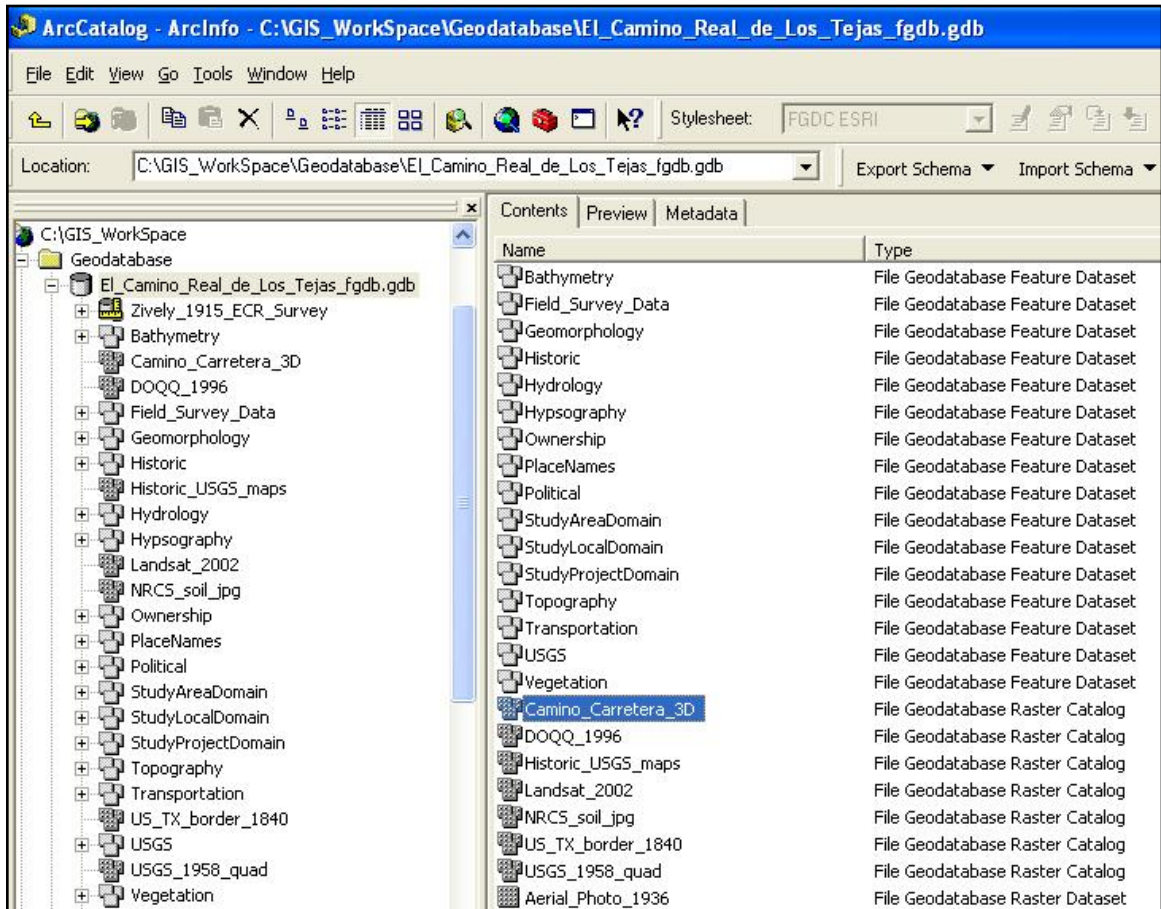 ArcCatalog - ArcInfo - C:\GIS_WorkSpace\Geodatabase\El_Camino_Real_de_Los_Tejas_fgdb.gdb
File Edit View Go Tools Window Help
Stylesheet: FGDC ESRI
Location: C:\GIS_WorkSpace\Geodatabase\El_Camino_Real_de_Los_Tejas_fgdb.gdb Export Schema Import Schema
C:\GIS_WorkSpace
Geodatabase
El_Camino_Real_de_Los_Tejas_fgdb.gdb
Zively_1915_ECR_Survey
Bathymetry
Camino_Carretera_3D
DOQQ_1996
Field_Survey_Data
Geomorphology
Historic
Historic_USGS_maps
Hydrology
Hypsography
Landsat_2002
NRCS_soil_jpg
Ownership
PlaceNames
Political
StudyAreaDomain
StudyLocalDomain
StudyProjectDomain
Topography
Transportation
US_TX_border_1840
USGS
USGS_1958_quad
Vegetation
Contents Preview Metadata
Name Type
Bathymetry File Geodatabase Feature Dataset
Field_Survey_Data File Geodatabase Feature Dataset
Geomorphology File Geodatabase Feature Dataset
Historic File Geodatabase Feature Dataset
Hydrology File Geodatabase Feature Dataset
Hypsography File Geodatabase Feature Dataset
Ownership File Geodatabase Feature Dataset
PlaceNames File Geodatabase Feature Dataset
Political File Geodatabase Feature Dataset
StudyAreaDomain File Geodatabase Feature Dataset
StudyLocalDomain File Geodatabase Feature Dataset
StudyProjectDomain File Geodatabase Feature Dataset
Topography File Geodatabase Feature Dataset
Transportation File Geodatabase Feature Dataset
USGS File Geodatabase Feature Dataset
Vegetation File Geodatabase Feature Dataset
Camino_Carretera_3D File Geodatabase Raster Catalog
DOQQ_1996 File Geodatabase Raster Catalog
Historic_USGS_maps File Geodatabase Raster Catalog
Landsat_2002 File Geodatabase Raster Catalog
NRCS_soil_jpg File Geodatabase Raster Catalog
US_TX_border_1840 File Geodatabase Raster Catalog
USGS_1958_quad File Geodatabase Raster Catalog
Aerial_Photo_1936 File Geodatabase Raster Dataset